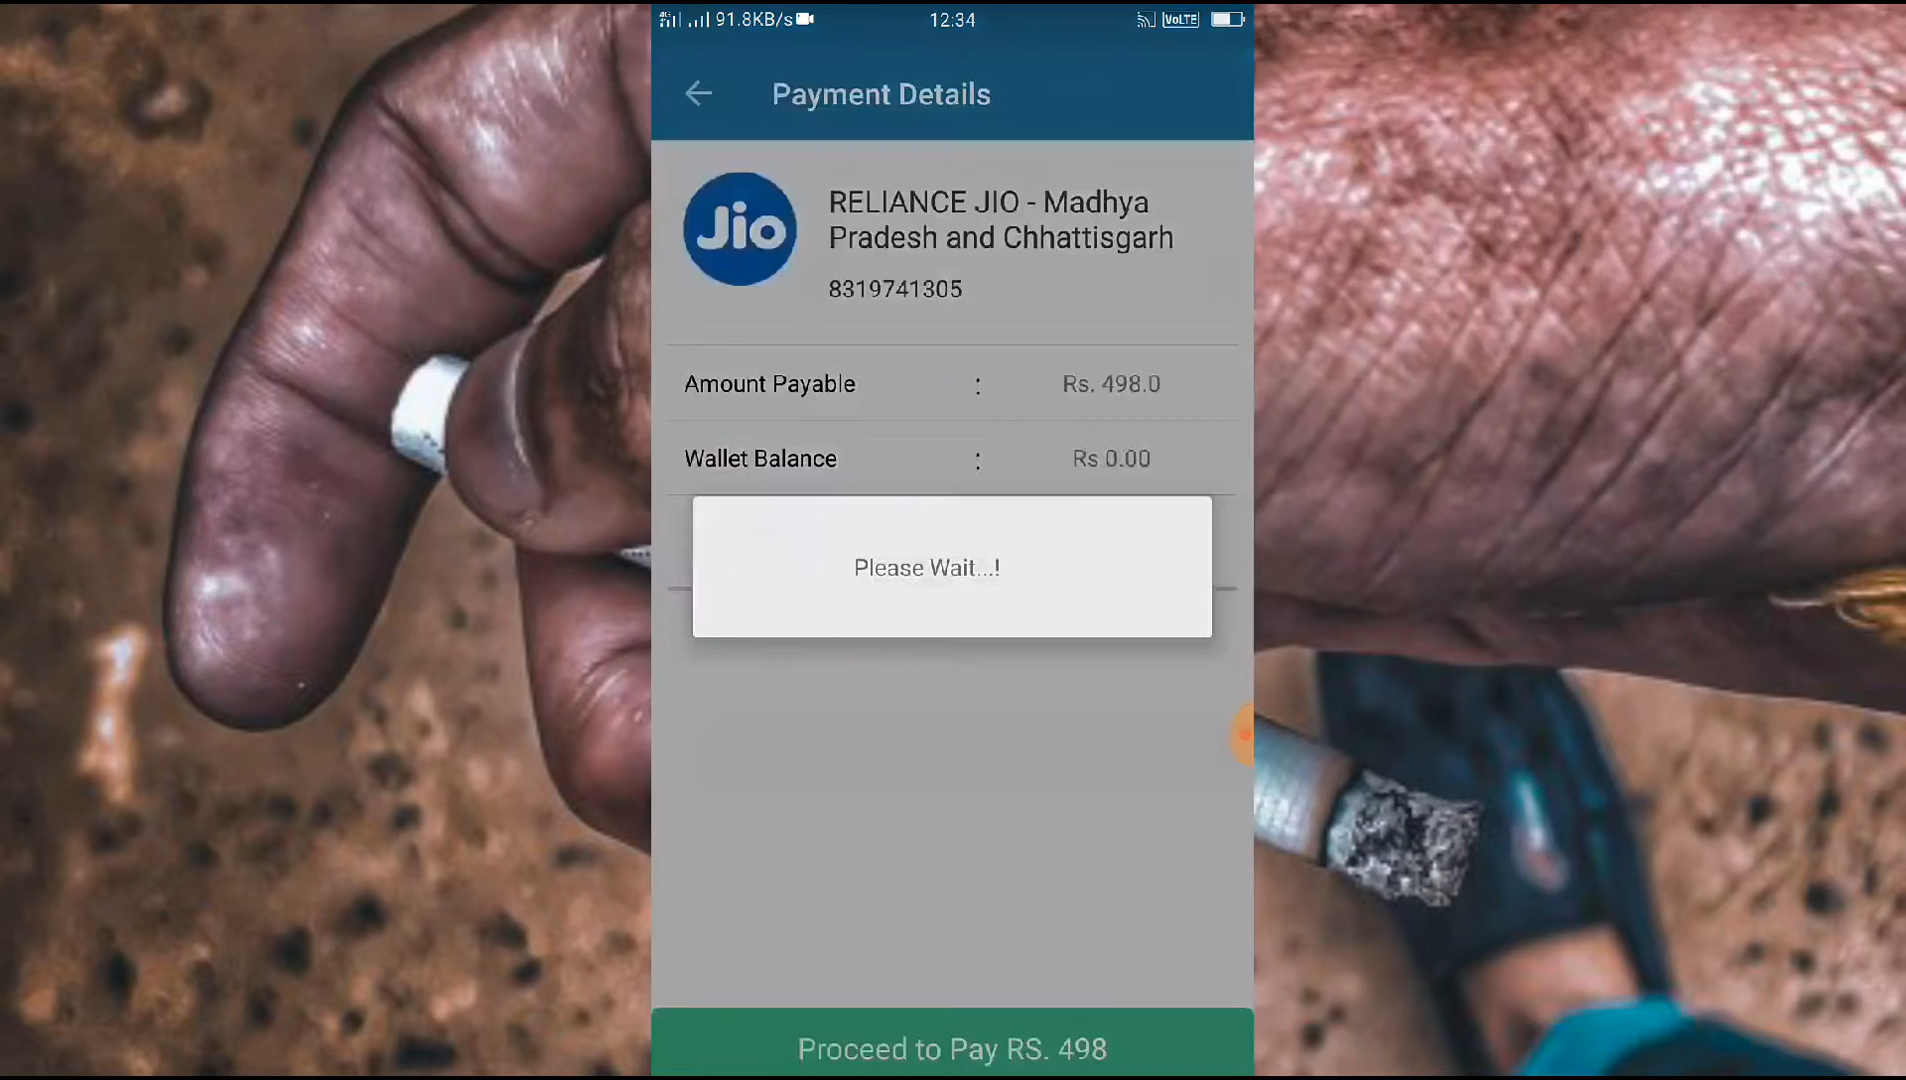 91.8KB/s 12:34 VoLTE
Payment Details
Jio
RELIANCE JIO - Madhya
Pradesh and Chhattisgarh
8319741305
Amount Payable : Rs. 498.0
Wallet Balance : Rs 0.00
Please Wait...!
Proceed to Pay RS. 498